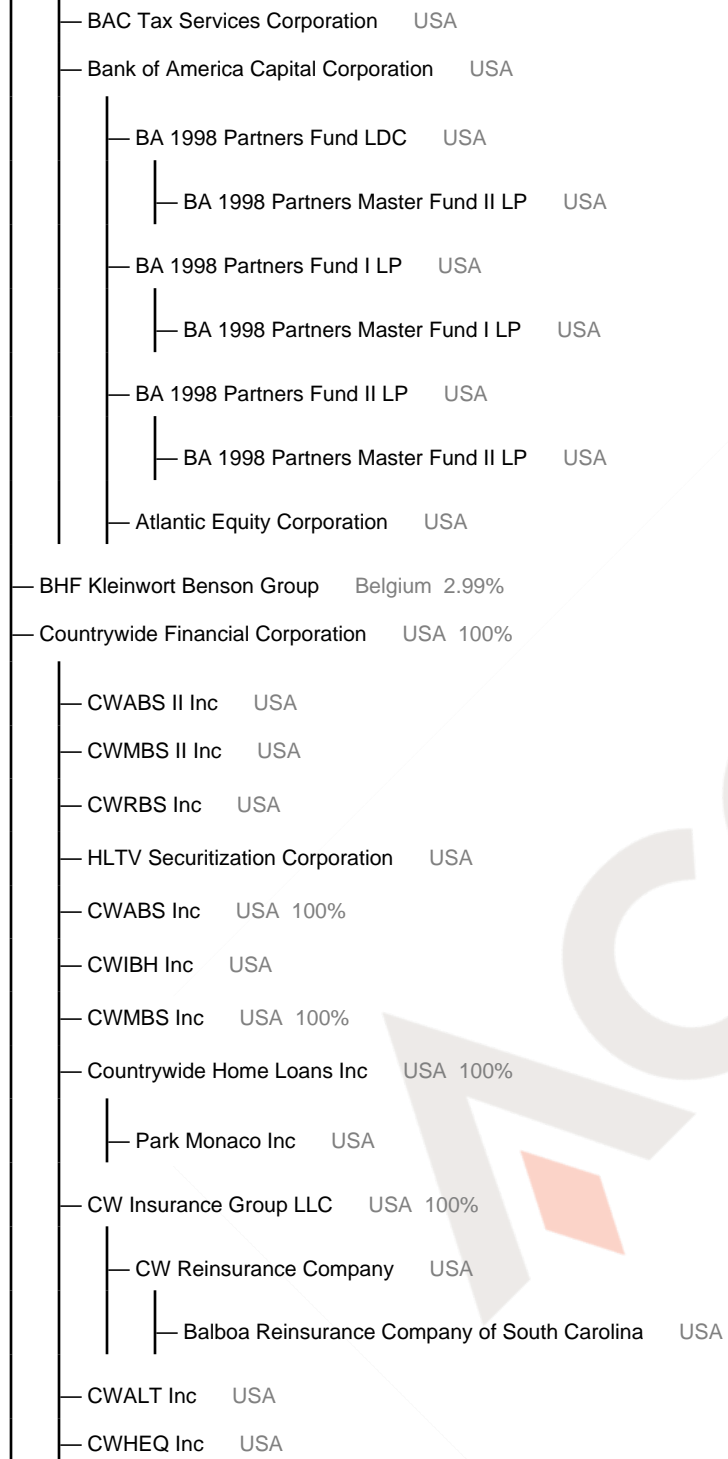 BAC Tax Services Corporation USA
Bank of America Capital Corporation USA
BA 1998 Partners Fund LDC USA
BA 1998 Partners Master Fund II LP USA
BA 1998 Partners Fund I LP USA
BA 1998 Partners Master Fund I LP USA
BA 1998 Partners Fund II LP USA
BA 1998 Partners Master Fund II LP USA
Atlantic Equity Corporation USA
BHF Kleinwort Benson Group Belgium 2.99%
Countrywide Financial Corporation USA 100%
CWABS II Inc USA
CWMBS II Inc USA
CWRBS Inc USA
HLTV Securitization Corporation USA
CWABS Inc USA 100%
CWIBH Inc USA
CWMBS Inc USA 100%
Countrywide Home Loans Inc USA 100%
Park Monaco Inc USA
CW Insurance Group LLC USA 100%
CW Reinsurance Company USA
Balboa Reinsurance Company of South Carolina USA
CWALT Inc USA
CWHEQ Inc USA